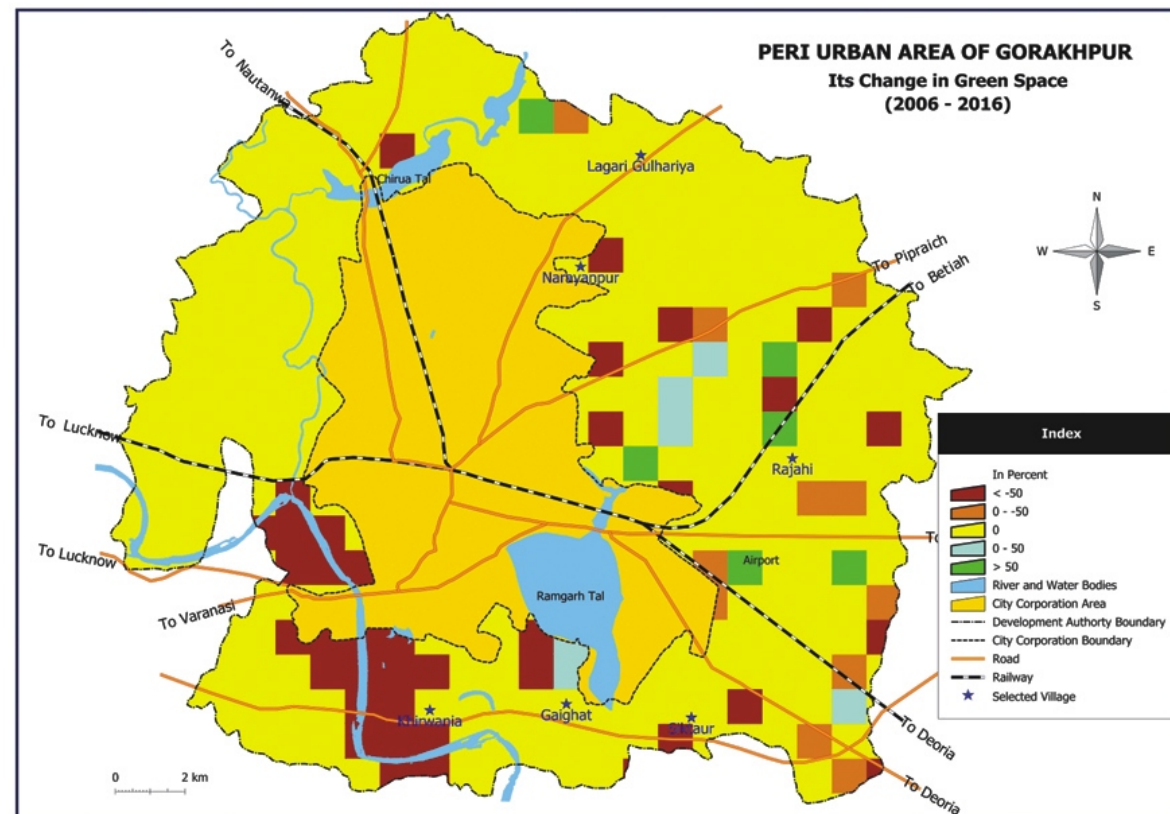 PERI URBAN AREA OF GORAKHPUR
Its Change in Green Space
(2006 - 2016)
To Nautanwa
Lagari Gulhariya
Chirua Tal
N
W
E
S
To Pipraich
Narayanpur
To Betiah
To Lucknow
Rajahi
To Lucknow
To
Airport
Ramgarh Tal
To Varanasi
Gaighat
To Deoria
To Deoria
0 2 km
Index
In Percent
< -50
0 - -50
0
0 - 50
> 50
River and Water Bodies
City Corporation Area
Development Authorty Boundary
City Corporation Boundary
Road
Railway
Selected Village